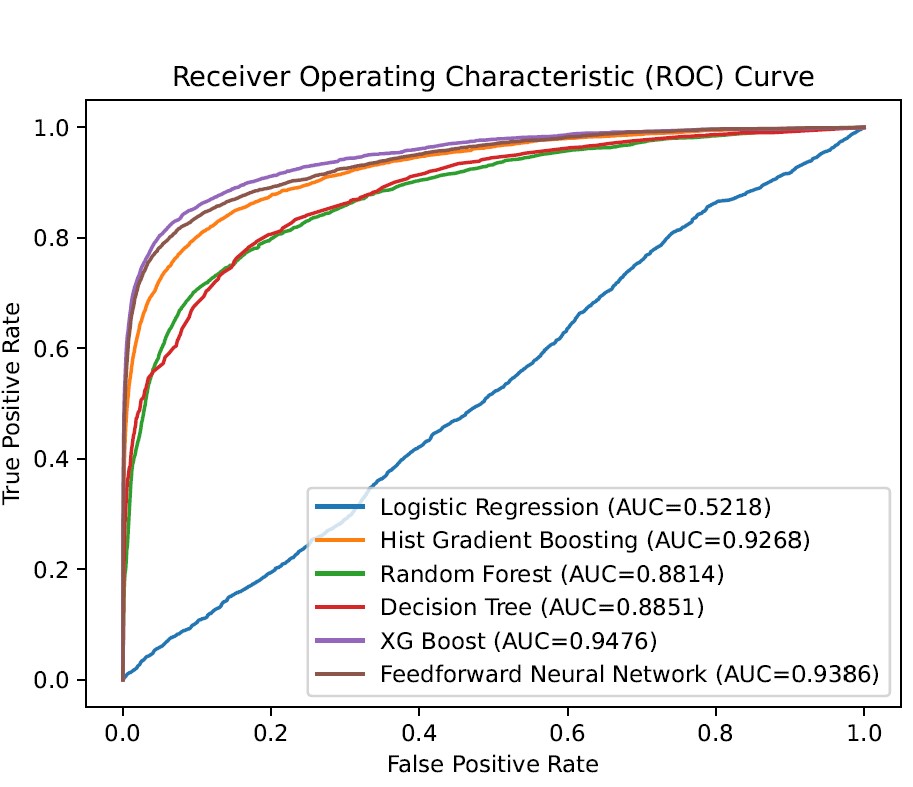 Receiver Operating Characteristic (ROC) Curve
True Positive Rate
1.0
0.8
0.6
0.4
0.2
0.0
Logistic Regression (AUC=0.5218)
Hist Gradient Boosting (AUC=0.9268)
Random Forest (AUC=0.8814)
Decision Tree (AUC=0.8851)
XG Boost (AUC=0.9476)
Feedforward Neural Network (AUC=0.9386)
0.0 0.2 0.4 0.6 0.8 1.0
False Positive Rate